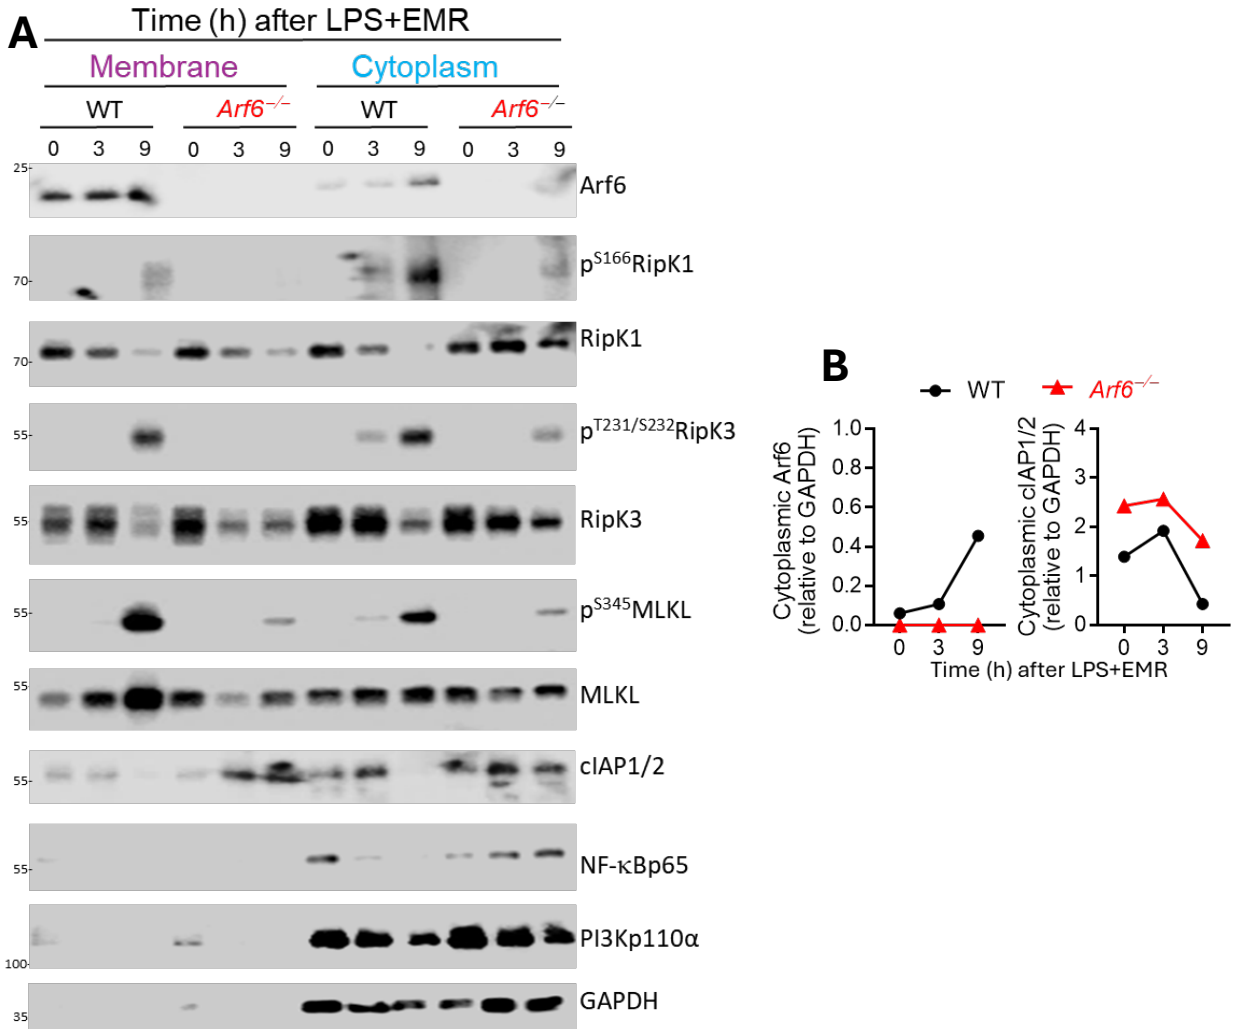 A
Time (h) after LPS+EMR
Membrane Cytoplasm
WT Arf6⁻/⁻ WT Arf6⁻/⁻
0 3 9 0 3 9 0 3 9 0 3 9
25- Arf6
70- pS166RipK1
70- RipK1
55- pT231/S232RipK3
55- RipK3
55- pS345MLKL
55- MLKL
55- cIAP1/2
55- NF-κBp65
100- PI3Kp110α
35- GAPDH
B
WT Arf6⁻/⁻
Cytoplasmic Arf6
(relative to GAPDH)
1.0
0.8
0.6
0.4
0.2
0.0
0 3 9
Cytoplasmic cIAP1/2
(relative to GAPDH)
4
3
2
1
0
0 3 9
Time (h) after LPS+EMR